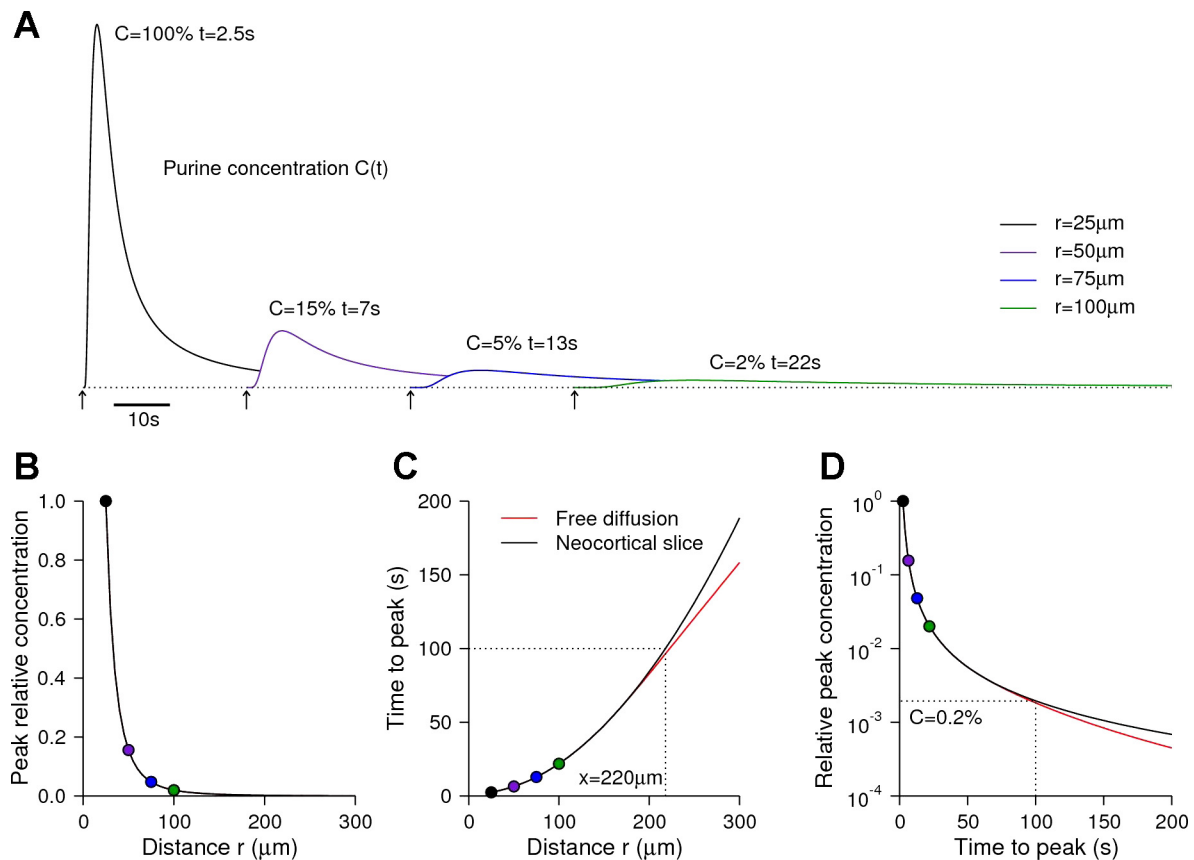 A
C=100% t=2.5s
Purine concentration C(t)
r=25μm
r=50μm
r=75μm
r=100μm
C=15% t=7s
C=5% t=13s
C=2% t=22s
10s
B
Peak relative concentration
1.0
0.8
0.6
0.4
0.2
0.0
0 100 200 300
Distance r (μm)
C
Time to peak (s)
200
150
100
50
0
Free diffusion
Neocortical slice
x=220μm
0 100 200 300
Distance r (μm)
D
Relative peak concentration
10⁰
10⁻¹
10⁻²
10⁻³
10⁻⁴
C=0.2%
0 50 100 150 200
Time to peak (s)